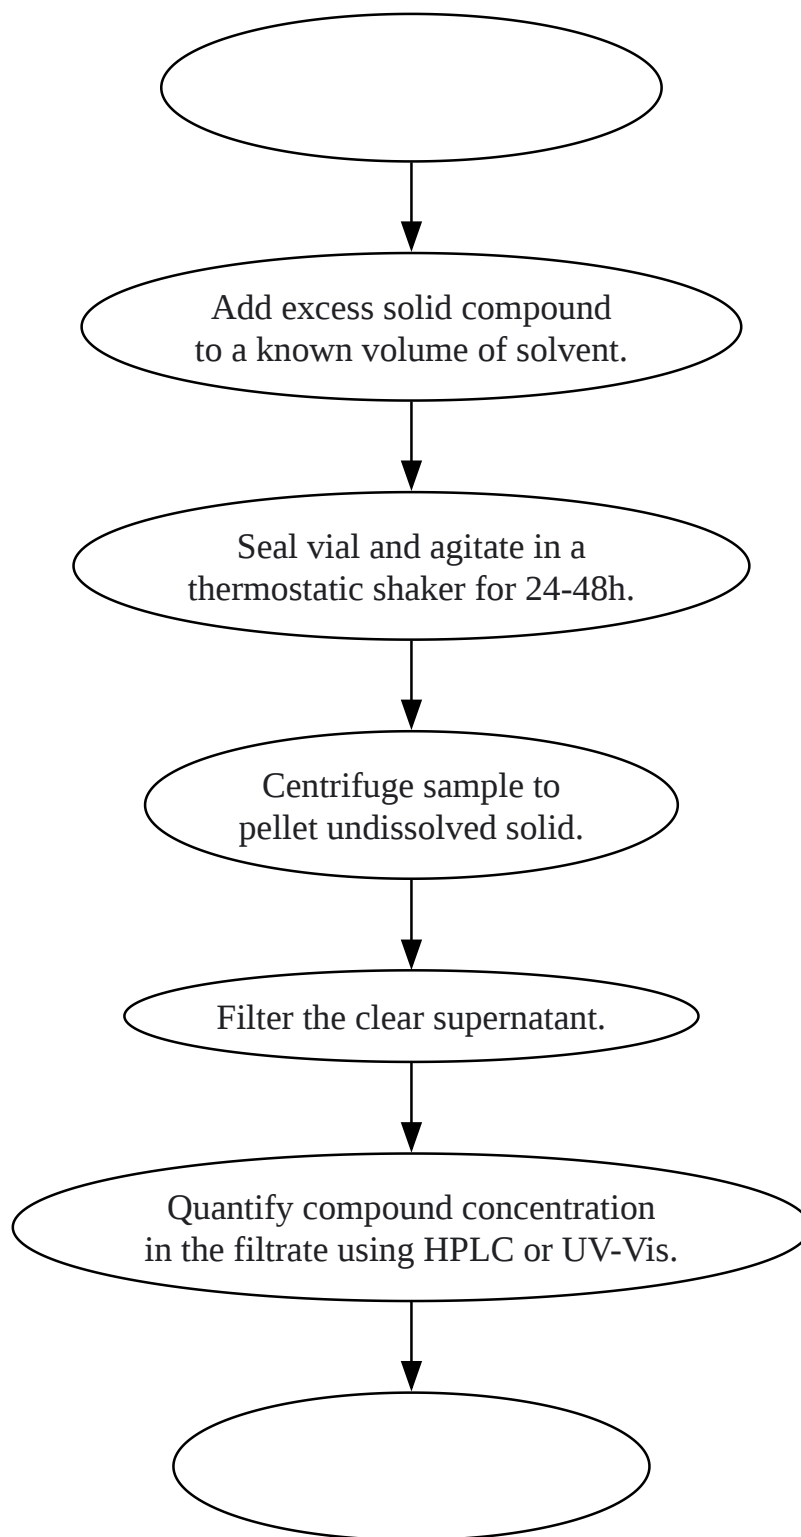 Add excess solid compound
to a known volume of solvent.
Seal vial and agitate in a
thermostatic shaker for 24-48h.
Centrifuge sample to
pellet undissolved solid.
Filter the clear supernatant.
Quantify compound concentration
in the filtrate using HPLC or UV-Vis.